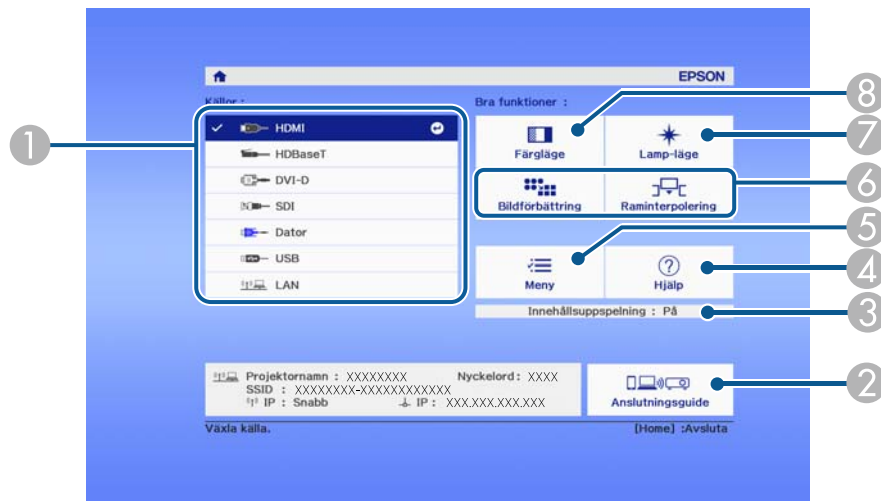 EPSON
Källor :
Bra funktioner :
HDMI
HDBaseT
DVI-D
SDI
Dator
USB
LAN
Färgläge
Lamp-läge
Bildförbättring
Raminterpolering
Meny
Hjälp
Innehållsuppspelning : På
Projektornamn : XXXXXXXX Nyckelord : XXXX
SSID : XXXXXXXX-XXXXXXXXXXXX
IP : Snabb IP : XXX.XXX.XXX.XXX
Anslutningsguide
Växla källa.
[Home] :Avsluta
1
8
7
6
5
4
3
2